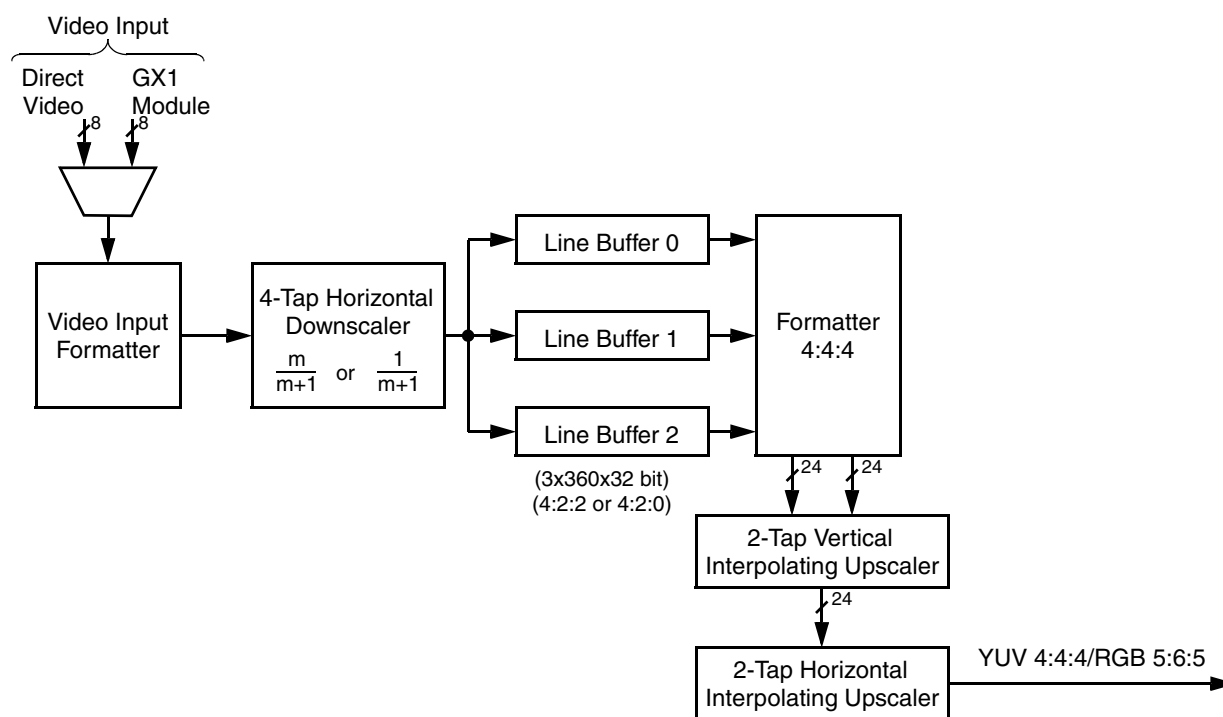 Video Input
Direct
Video
GX1
Module
8
8
Video Input
Formatter
4-Tap Horizontal
Downscaler
m
m+1
or
1
m+1
Line Buffer 0
Line Buffer 1
Line Buffer 2
(3x360x32 bit)
(4:2:2 or 4:2:0)
Formatter
4:4:4
24
24
2-Tap Vertical
Interpolating Upscaler
24
2-Tap Horizontal
Interpolating Upscaler
YUV 4:4:4/RGB 5:6:5